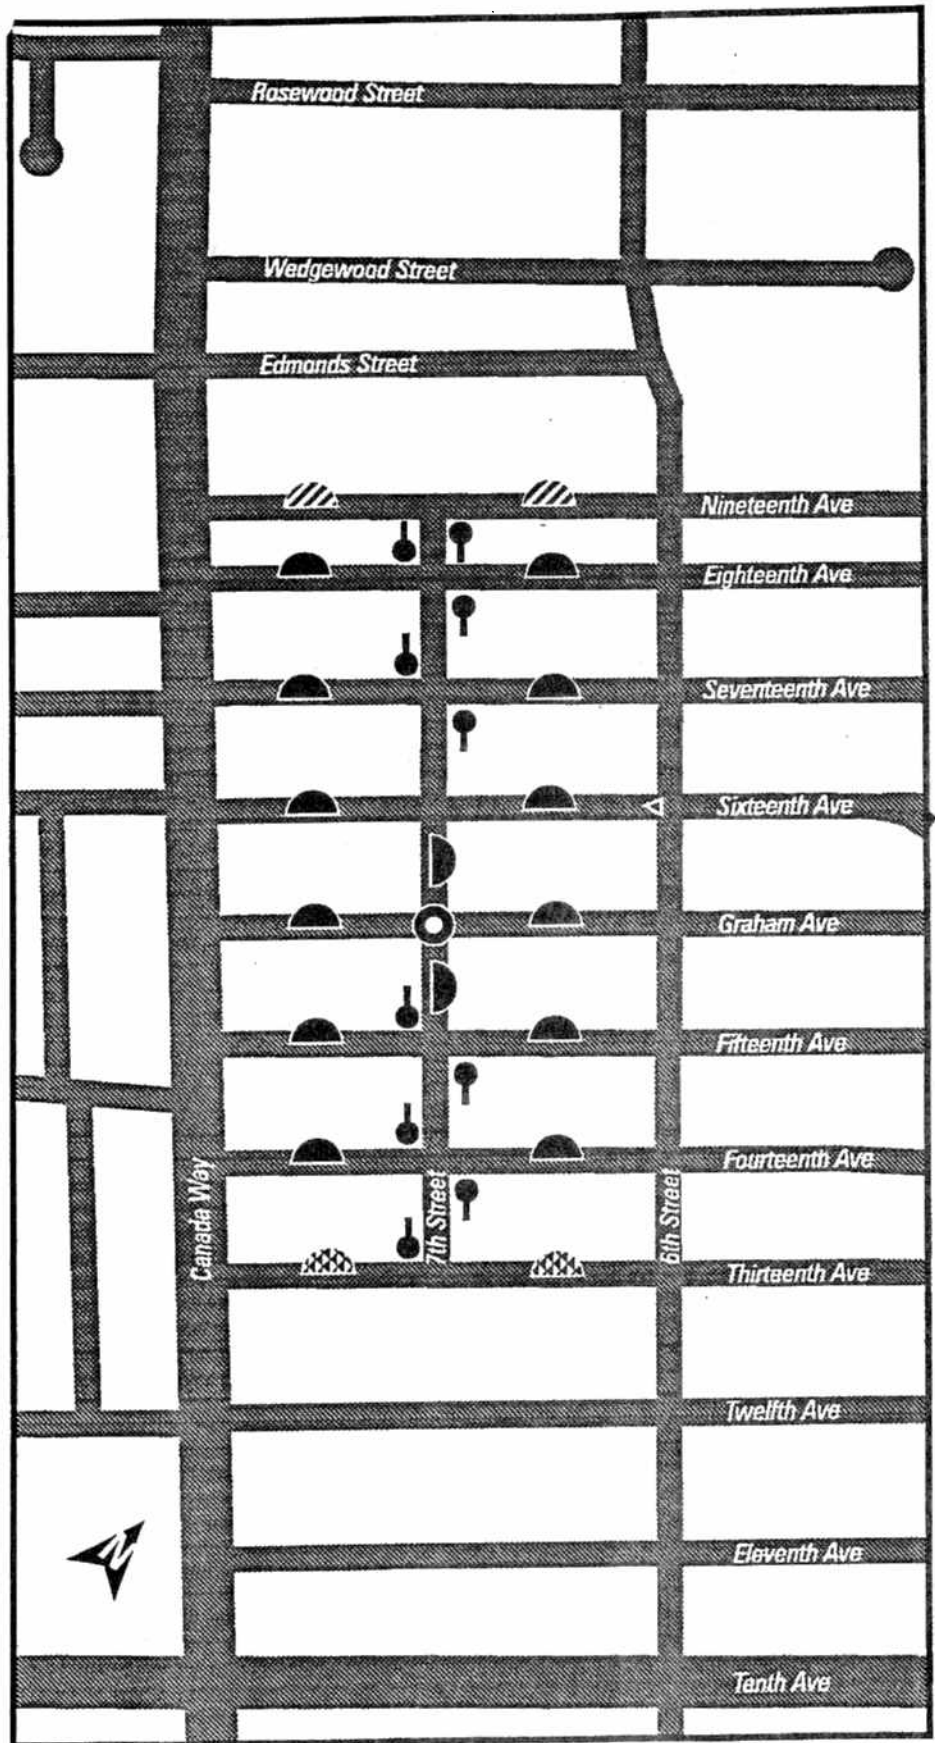 Rosewood Street
Wedgewood Street
Edmonds Street
Nineteenth Ave
Eighteenth Ave
Seventeenth Ave
Sixteenth Ave
Graham Ave
Fifteenth Ave
Fourteenth Ave
Canada Way
7th Street
6th Street
Thirteenth Ave
Twelfth Ave
Eleventh Ave
N
Tenth Ave